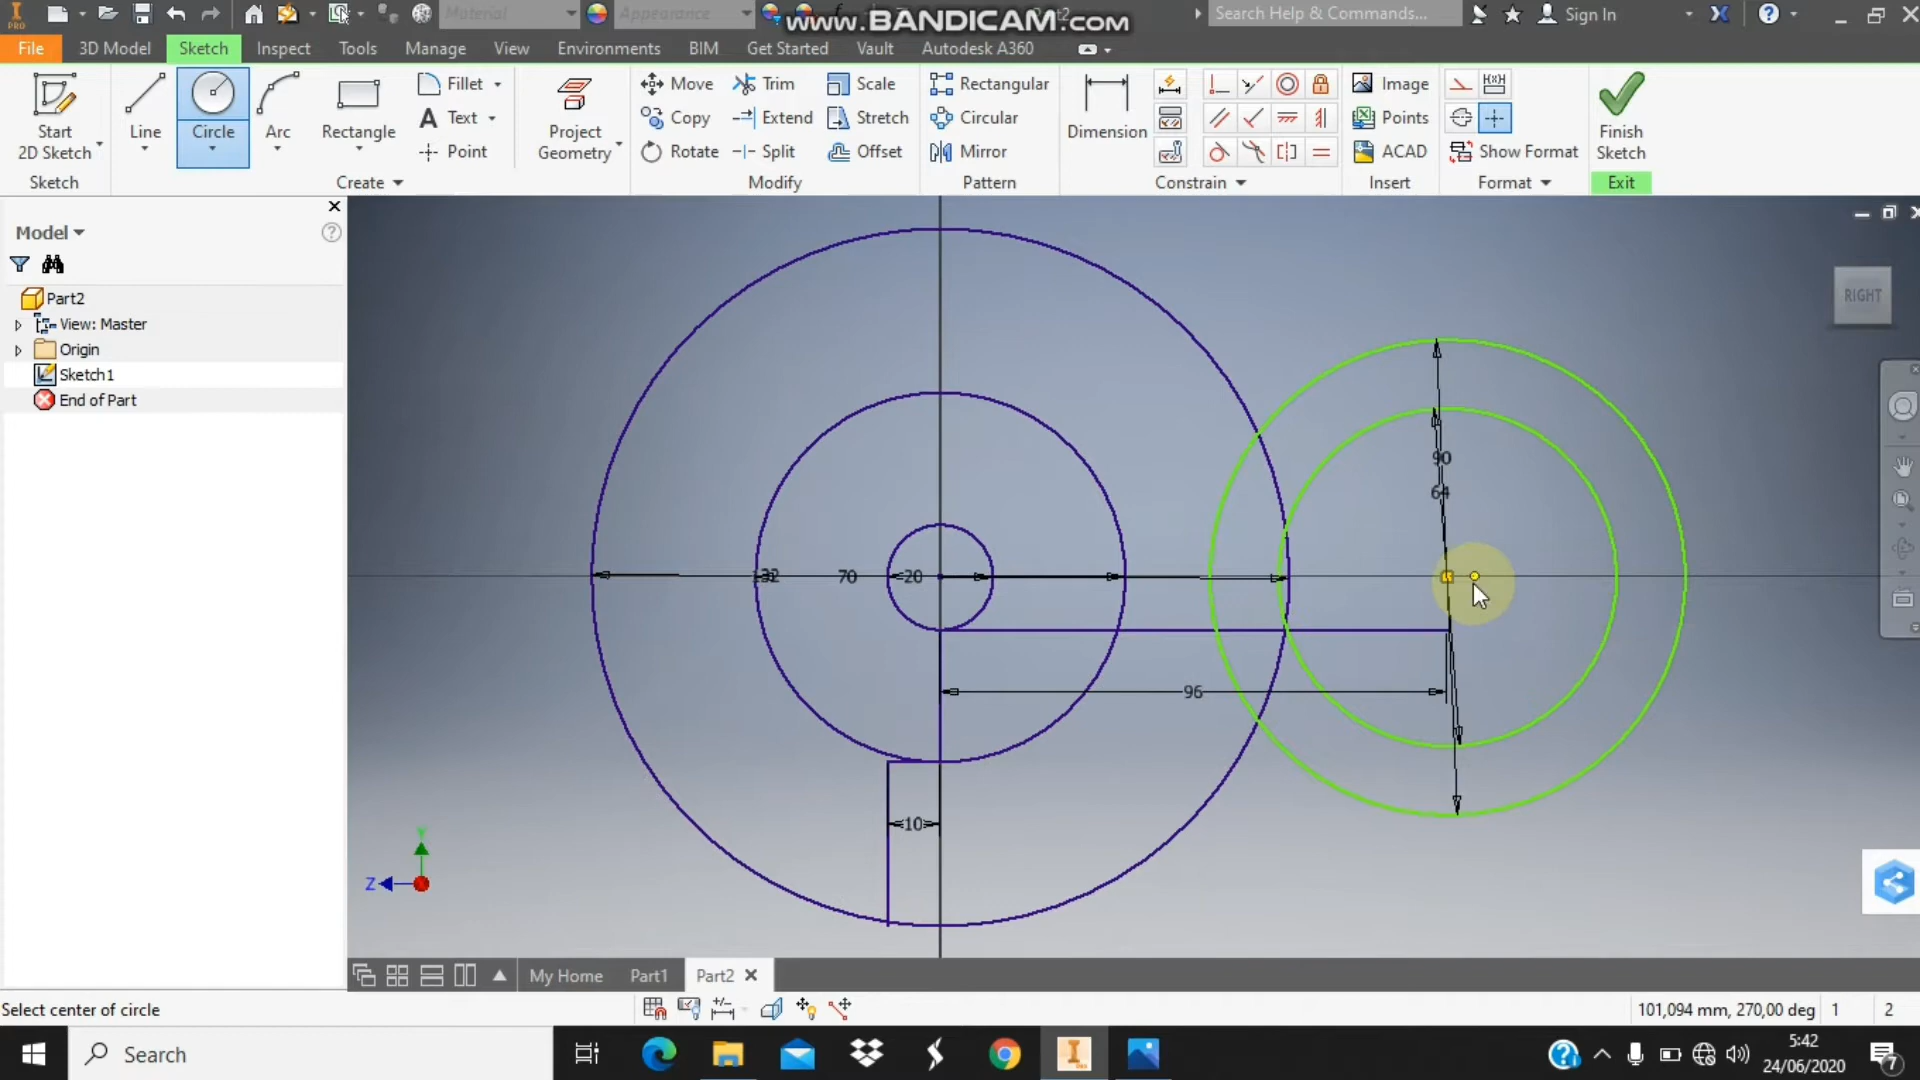 PRO
Material
Appearance
Part2
www.BANDICAM.com
Search Help & Commands...
Sign In
File 3D Model Sketch Inspect Tools Manage View Environments BIM Get Started Vault Autodesk A360
Start
2D Sketch
Line
Circle
Arc
Rectangle
Fillet
Text
Point
Project
Geometry
Move
Copy
Rotate
Trim
Extend
Split
Scale
Stretch
Offset
Rectangular
Circular
Mirror
Dimension
Image
Points
ACAD
Show Format
Finish
Sketch
Sketch Create Modify Pattern Constrain Insert Format Exit
Model
Part2
View: Master
Origin
Sketch1
End of Part
RIGHT
90
64
70
20
96
10
Y
Z
My Home Part1 Part2
Select center of circle
101,094 mm, 270,00 deg 1 2
Search
5:42
24/06/2020
7